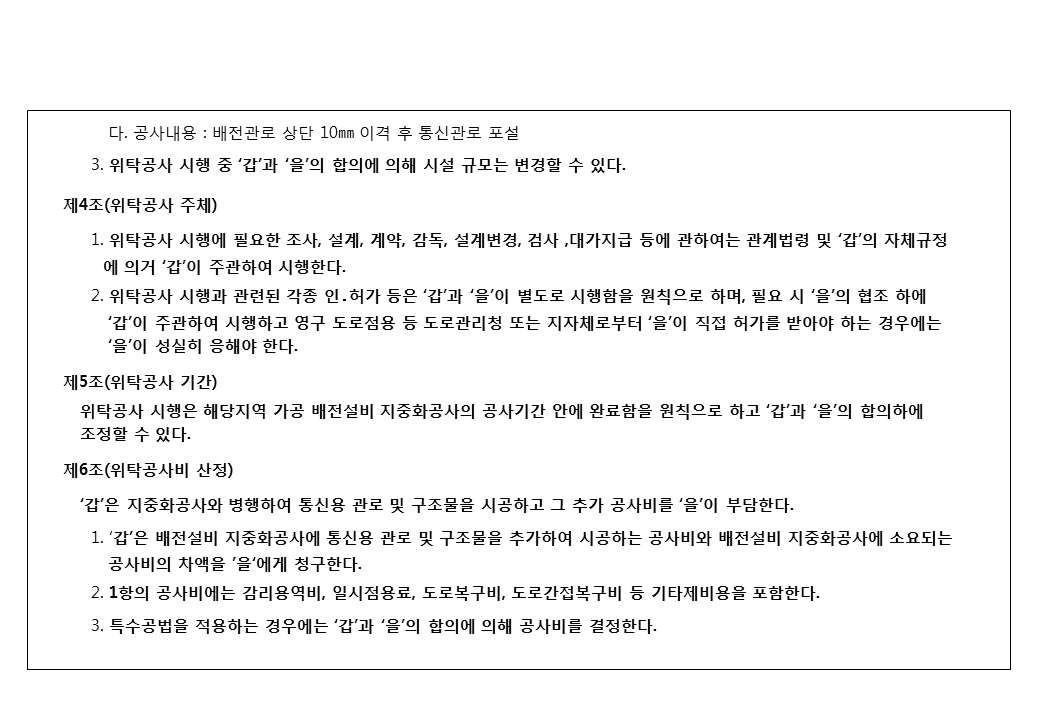 다. 공사내용 : 배전관로 상단 10㎜ 이격 후 통신관로 포설
3. 위탁공사 시행 중 ‘갑’과 ‘을’의 합의에 의해 시설 규모는 변경할 수 있다.
제4조(위탁공사 주체)
1. 위탁공사 시행에 필요한 조사, 설계, 계약, 감독, 설계변경, 검사 ,대가지급 등에 관하여는 관계법령 및 ‘갑’의 자체규정
에 의거 ‘갑’이 주관하여 시행한다.
2. 위탁공사 시행과 관련된 각종 인.허가 등은 ‘갑’과 ‘을’이 별도로 시행함을 원칙으로 하며, 필요 시 ‘을’의 협조 하에
‘갑’이 주관하여 시행하고 영구 도로점용 등 도로관리청 또는 지자체로부터 ‘을’이 직접 허가를 받아야 하는 경우에는
‘을’이 성실히 응해야 한다.
제5조(위탁공사 기간)
위탁공사 시행은 해당지역 가공 배전설비 지중화공사의 공사기간 안에 완료함을 원칙으로 하고 ‘갑’과 ‘을’의 합의하에
조정할 수 있다.
제6조(위탁공사비 산정)
‘갑’은 지중화공사와 병행하여 통신용 관로 및 구조물을 시공하고 그 추가 공사비를 ‘을’이 부담한다.
1. ‘갑’은 배전설비 지중화공사에 통신용 관로 및 구조물을 추가하여 시공하는 공사비와 배전설비 지중화공사에 소요되는
공사비의 차액을 ’을‘에게 청구한다.
2. 1항의 공사비에는 감리용역비, 일시점용료, 도로복구비, 도로간접복구비 등 기타제비용을 포함한다.
3. 특수공법을 적용하는 경우에는 ‘갑’과 ‘을’의 합의에 의해 공사비를 결정한다.